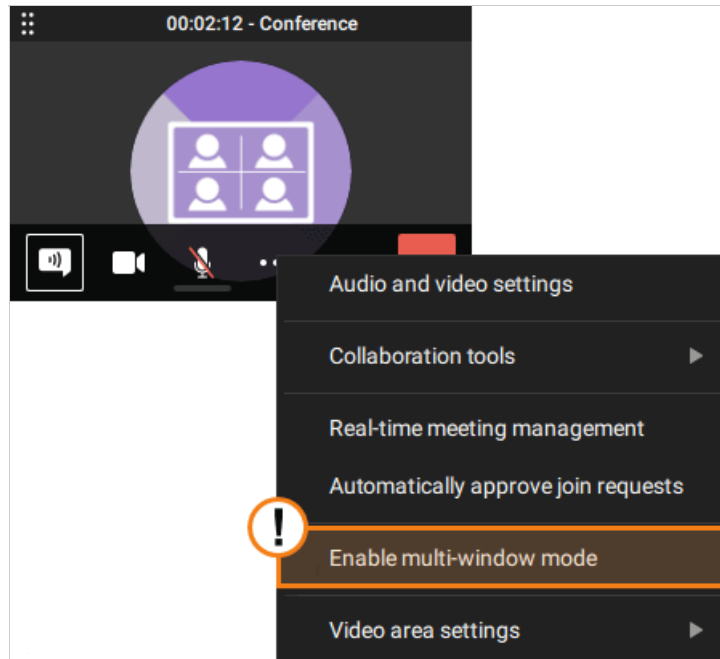 00:02:12 - Conference
Audio and video settings
Collaboration tools
Real-time meeting management
Automatically approve join requests
!
Enable multi-window mode
Video area settings